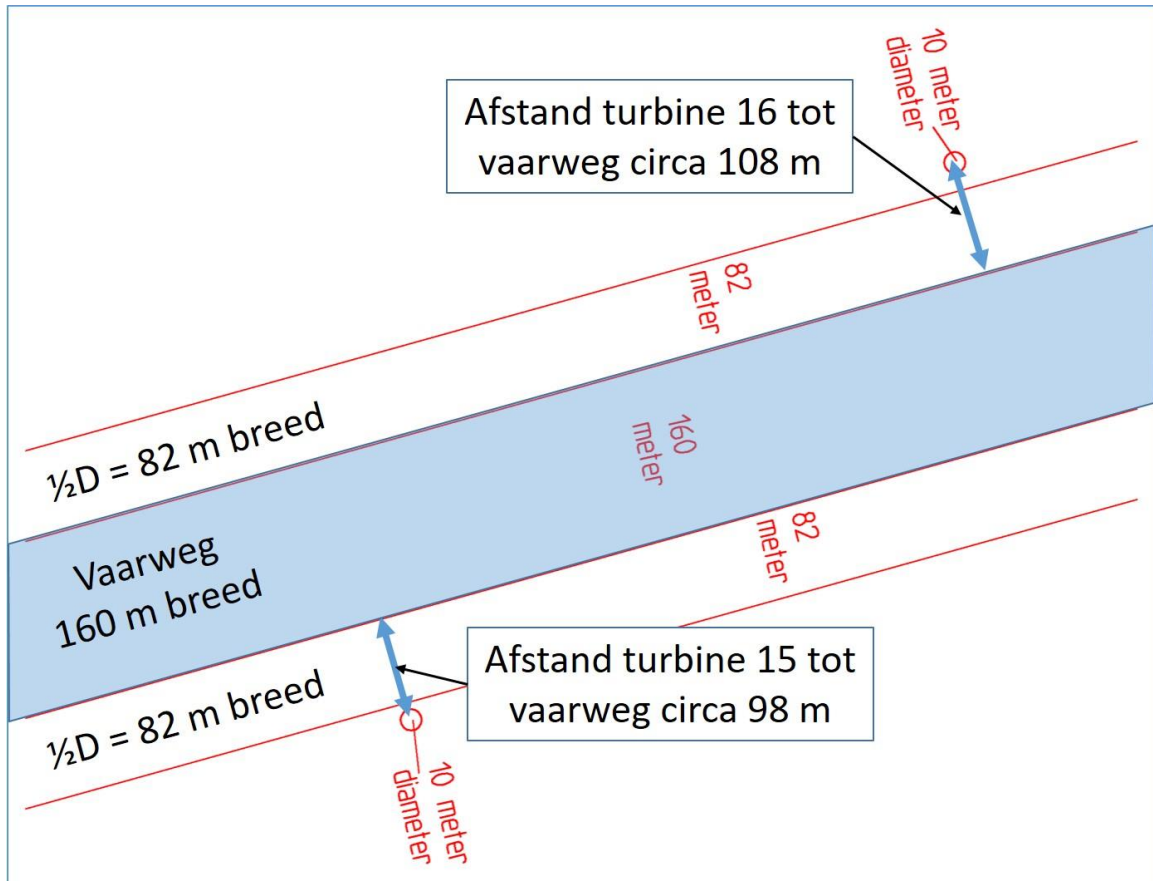 10 meter
diameter
Afstand turbine 16 tot
vaarweg circa 108 m
82
meter
½D = 82 m breed
160
meter
Vaarweg
160 m breed
82
meter
Afstand turbine 15 tot
vaarweg circa 98 m
½D = 82 m breed
10 meter
diameter